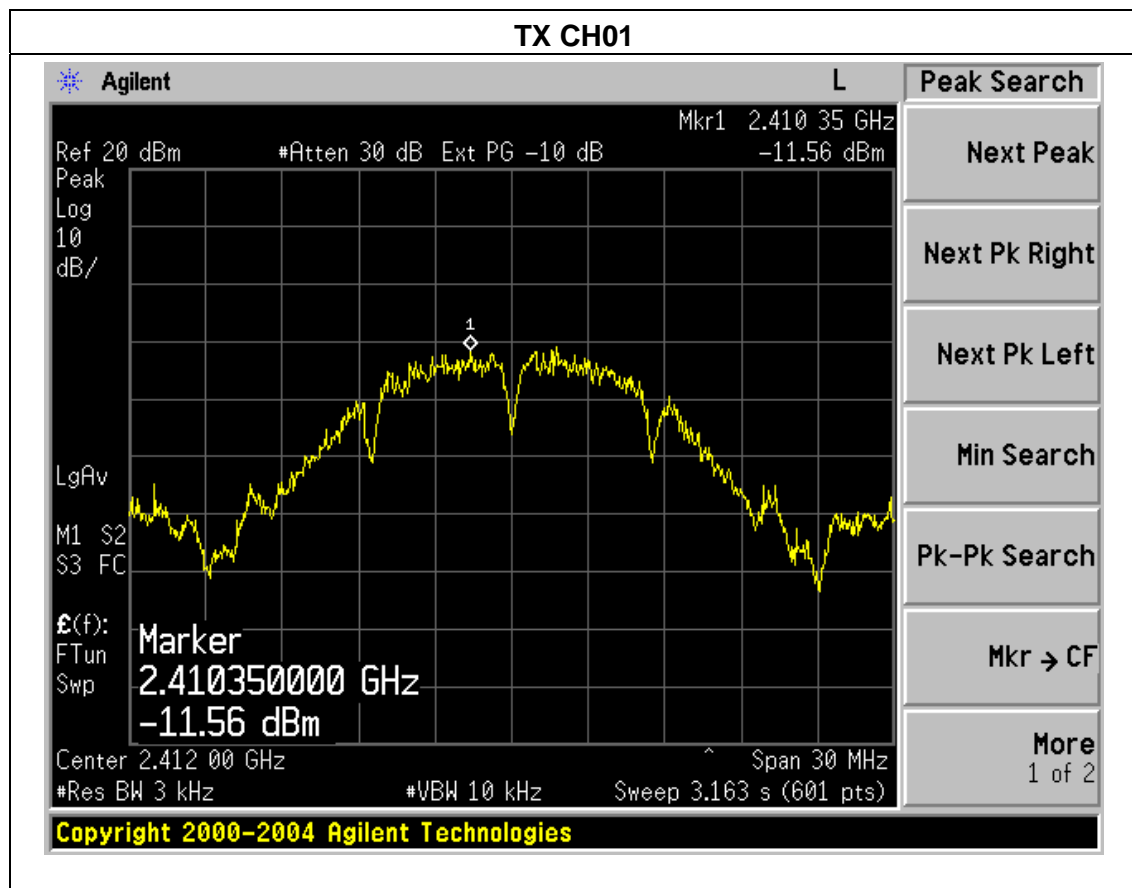 TX CH01
Agilent L Peak Search
Mkr1 2.410 35 GHz
Ref 20 dBm #Atten 30 dB Ext PG -10 dB -11.56 dBm
Peak
Log
10
dB/
1
LgAv
M1 S2
S3 FC
£(f):
FTun
Swp
Marker
2.410350000 GHz
-11.56 dBm
Center 2.412 00 GHz ^ Span 30 MHz
#Res BW 3 kHz #VBW 10 kHz Sweep 3.163 s (601 pts)
Next Peak
Next Pk Right
Next Pk Left
Min Search
Pk-Pk Search
Mkr → CF
More
1 of 2
Copyright 2000-2004 Agilent Technologies